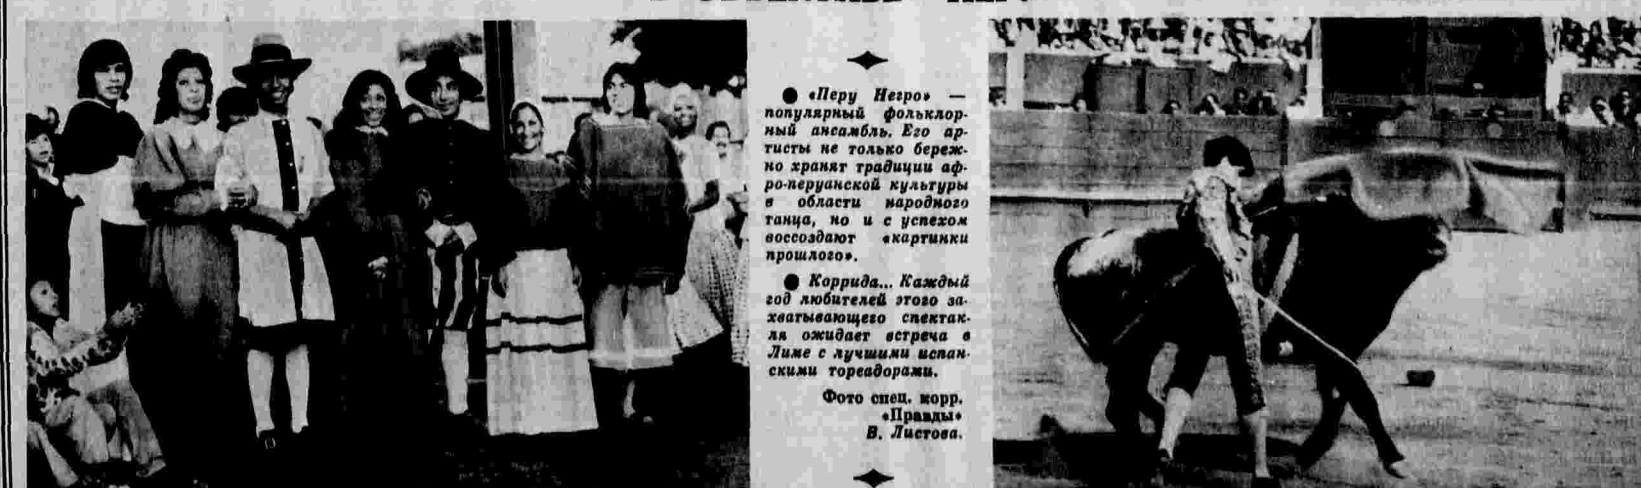 ● «Перу Негро» —
популярный фольклор-
ный ансамбль. Его ар-
тисты не только береж-
но хранят традиции аф-
ро-перуанской культуры
в области народного
танца, но и с успехом
воссоздают «картинки
прошлого».
● Коррида... Каждый
год любителей этого за-
хватывающего спектак-
ля ожидает встреча в
Лиме с лучшими испан-
скими тореадорами.
Фото спец. корр.
«Правды»
В. Листова.